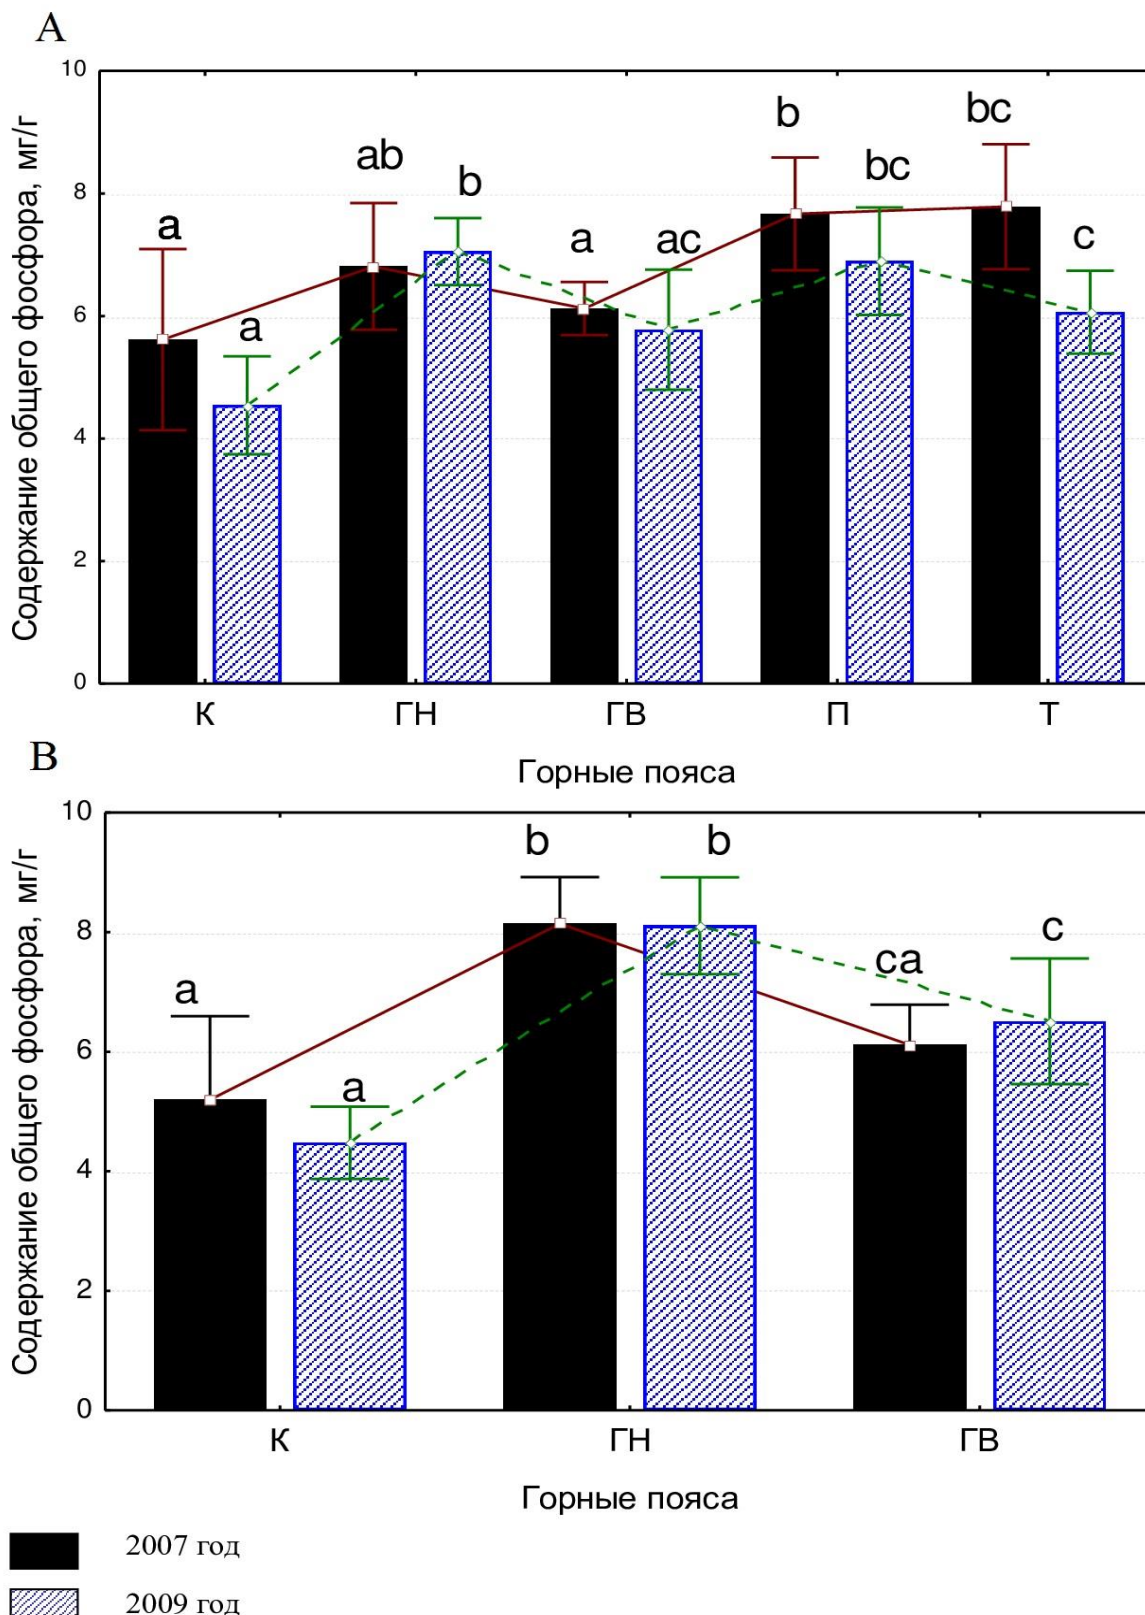 A
Содержание общего фосфора, мг/г
10
8
6
4
2
0
a
a
ab
b
a
ac
b
bc
bc
c
К ГН ГВ П Т
Горные пояса
B
Содержание общего фосфора, мг/г
10
8
6
4
2
0
a
a
b
b
ca
c
К ГН ГВ
Горные пояса
2007 год
2009 год